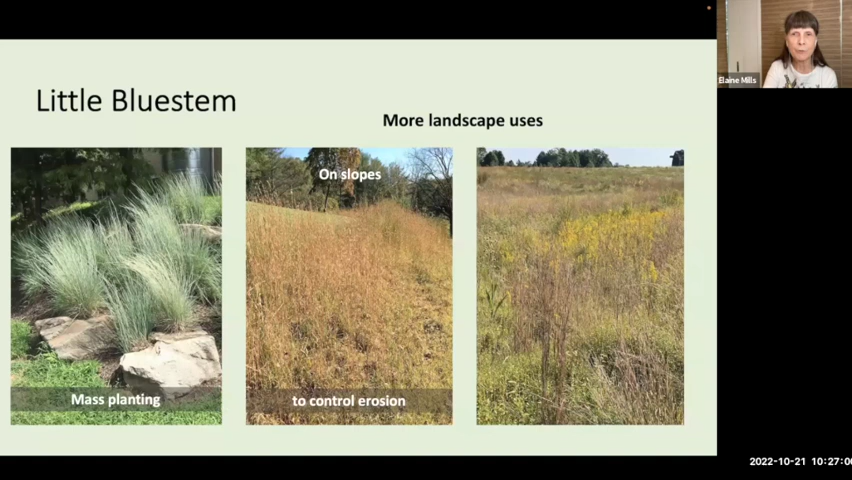 Elaine Mills
Little Bluestem
More landscape uses
On slopes
Mass planting
to control erosion
2022-10-21 10:27:00